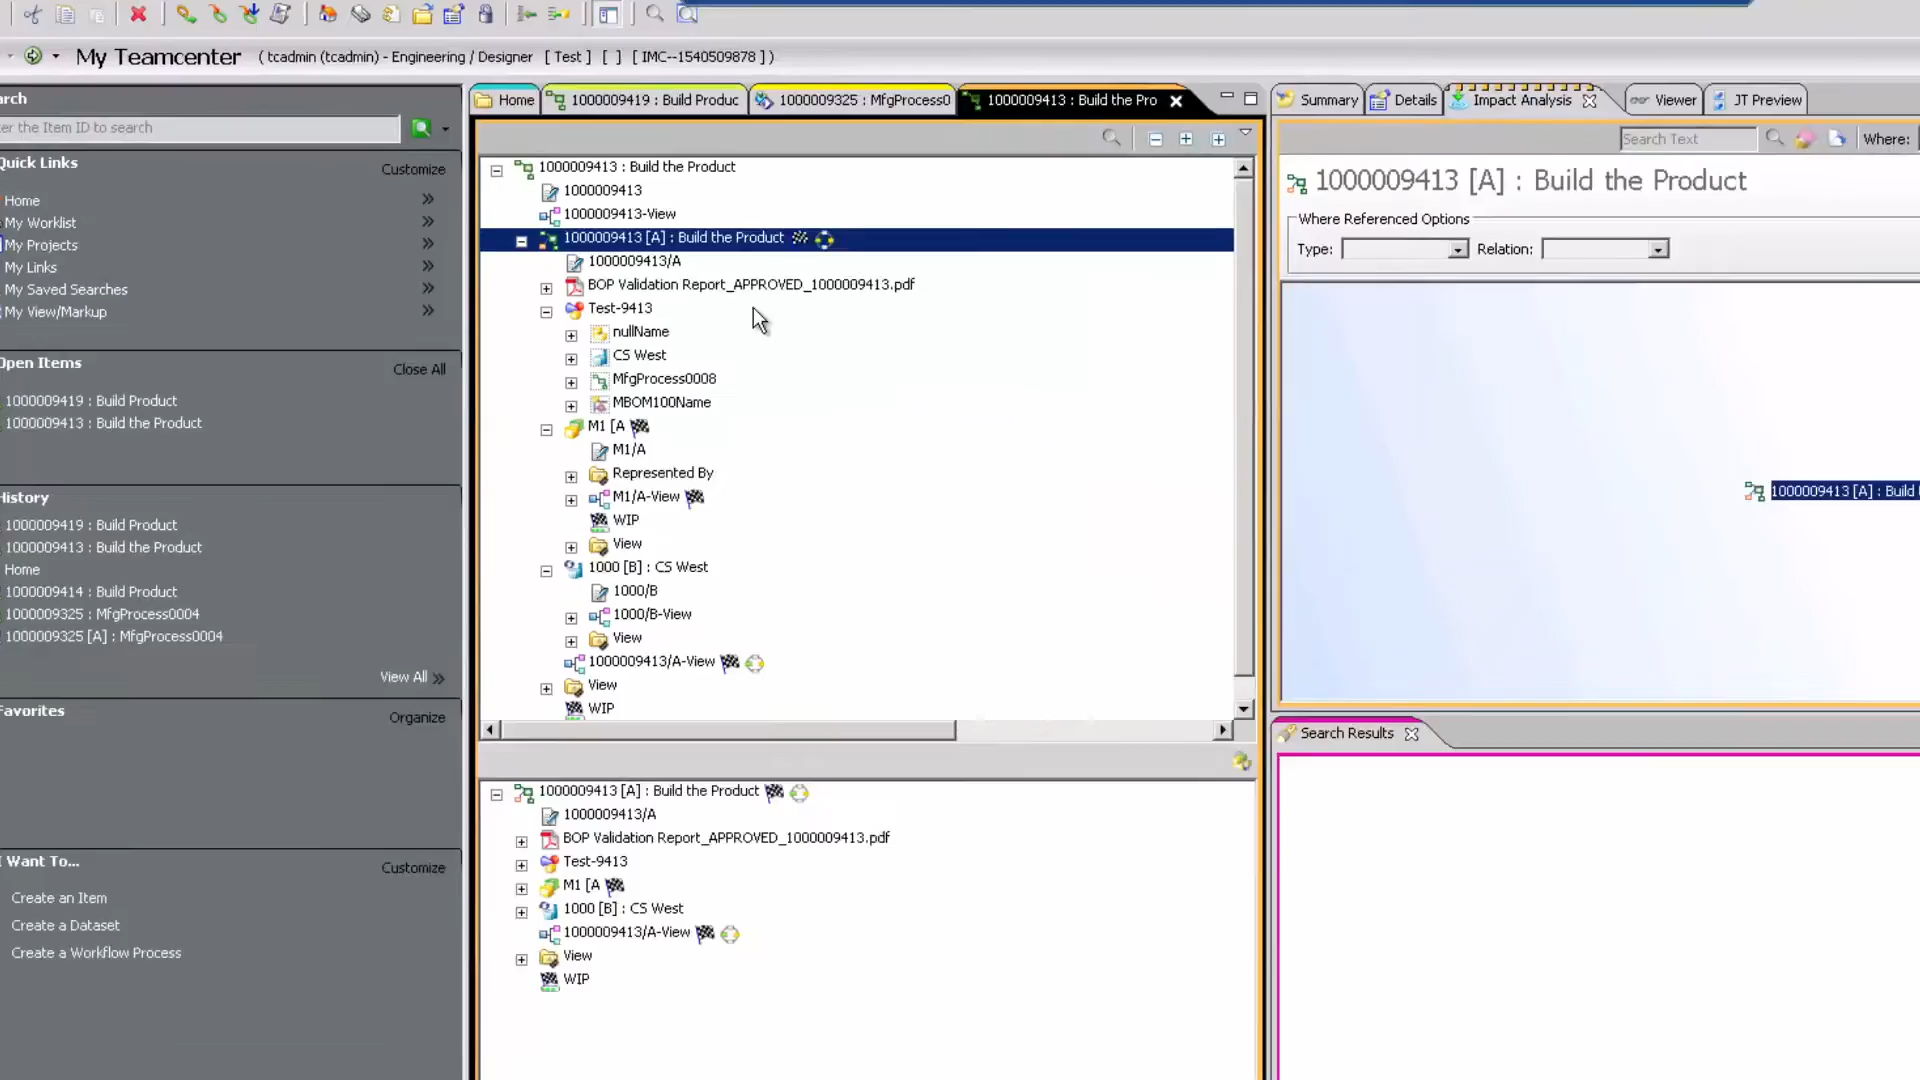 My Teamcenter ( tcadmin (tcadmin) - Engineering / Designer [ Test ] [ ] [ IMC--1540509878 ] )
arch
er the Item ID to search
Quick Links Customize
Home
My Worklist
My Projects
My Links
My Saved Searches
My View/Markup
Open Items Close All
1000009419 : Build Product
1000009413 : Build the Product
History
1000009419 : Build Product
1000009413 : Build the Product
Home
1000009414 : Build Product
1000009325 : MfgProcess0004
1000009325 [A] : MfgProcess0004
View All
Favorites Organize
I Want To... Customize
Create an Item
Create a Dataset
Create a Workflow Process
Home 1000009419 : Build Produc 1000009325 : MfgProcess0 1000009413 : Build the Pro
1000009413 : Build the Product
1000009413
1000009413-View
1000009413 [A] : Build the Product
1000009413/A
BOP Validation Report_APPROVED_1000009413.pdf
Test-9413
nullName
CS West
MfgProcess0008
MBOM100Name
M1 [A
M1/A
Represented By
M1/A-View
WIP
View
1000 [B] : CS West
1000/B
1000/B-View
View
1000009413/A-View
View
WIP
1000009413 [A] : Build the Product
1000009413/A
BOP Validation Report_APPROVED_1000009413.pdf
Test-9413
M1 [A
1000 [B] : CS West
1000009413/A-View
View
WIP
Summary Details Impact Analysis Viewer JT Preview
Search Text Where:
1000009413 [A] : Build the Product
Where Referenced Options
Type: Relation:
1000009413 [A] : Build
Search Results